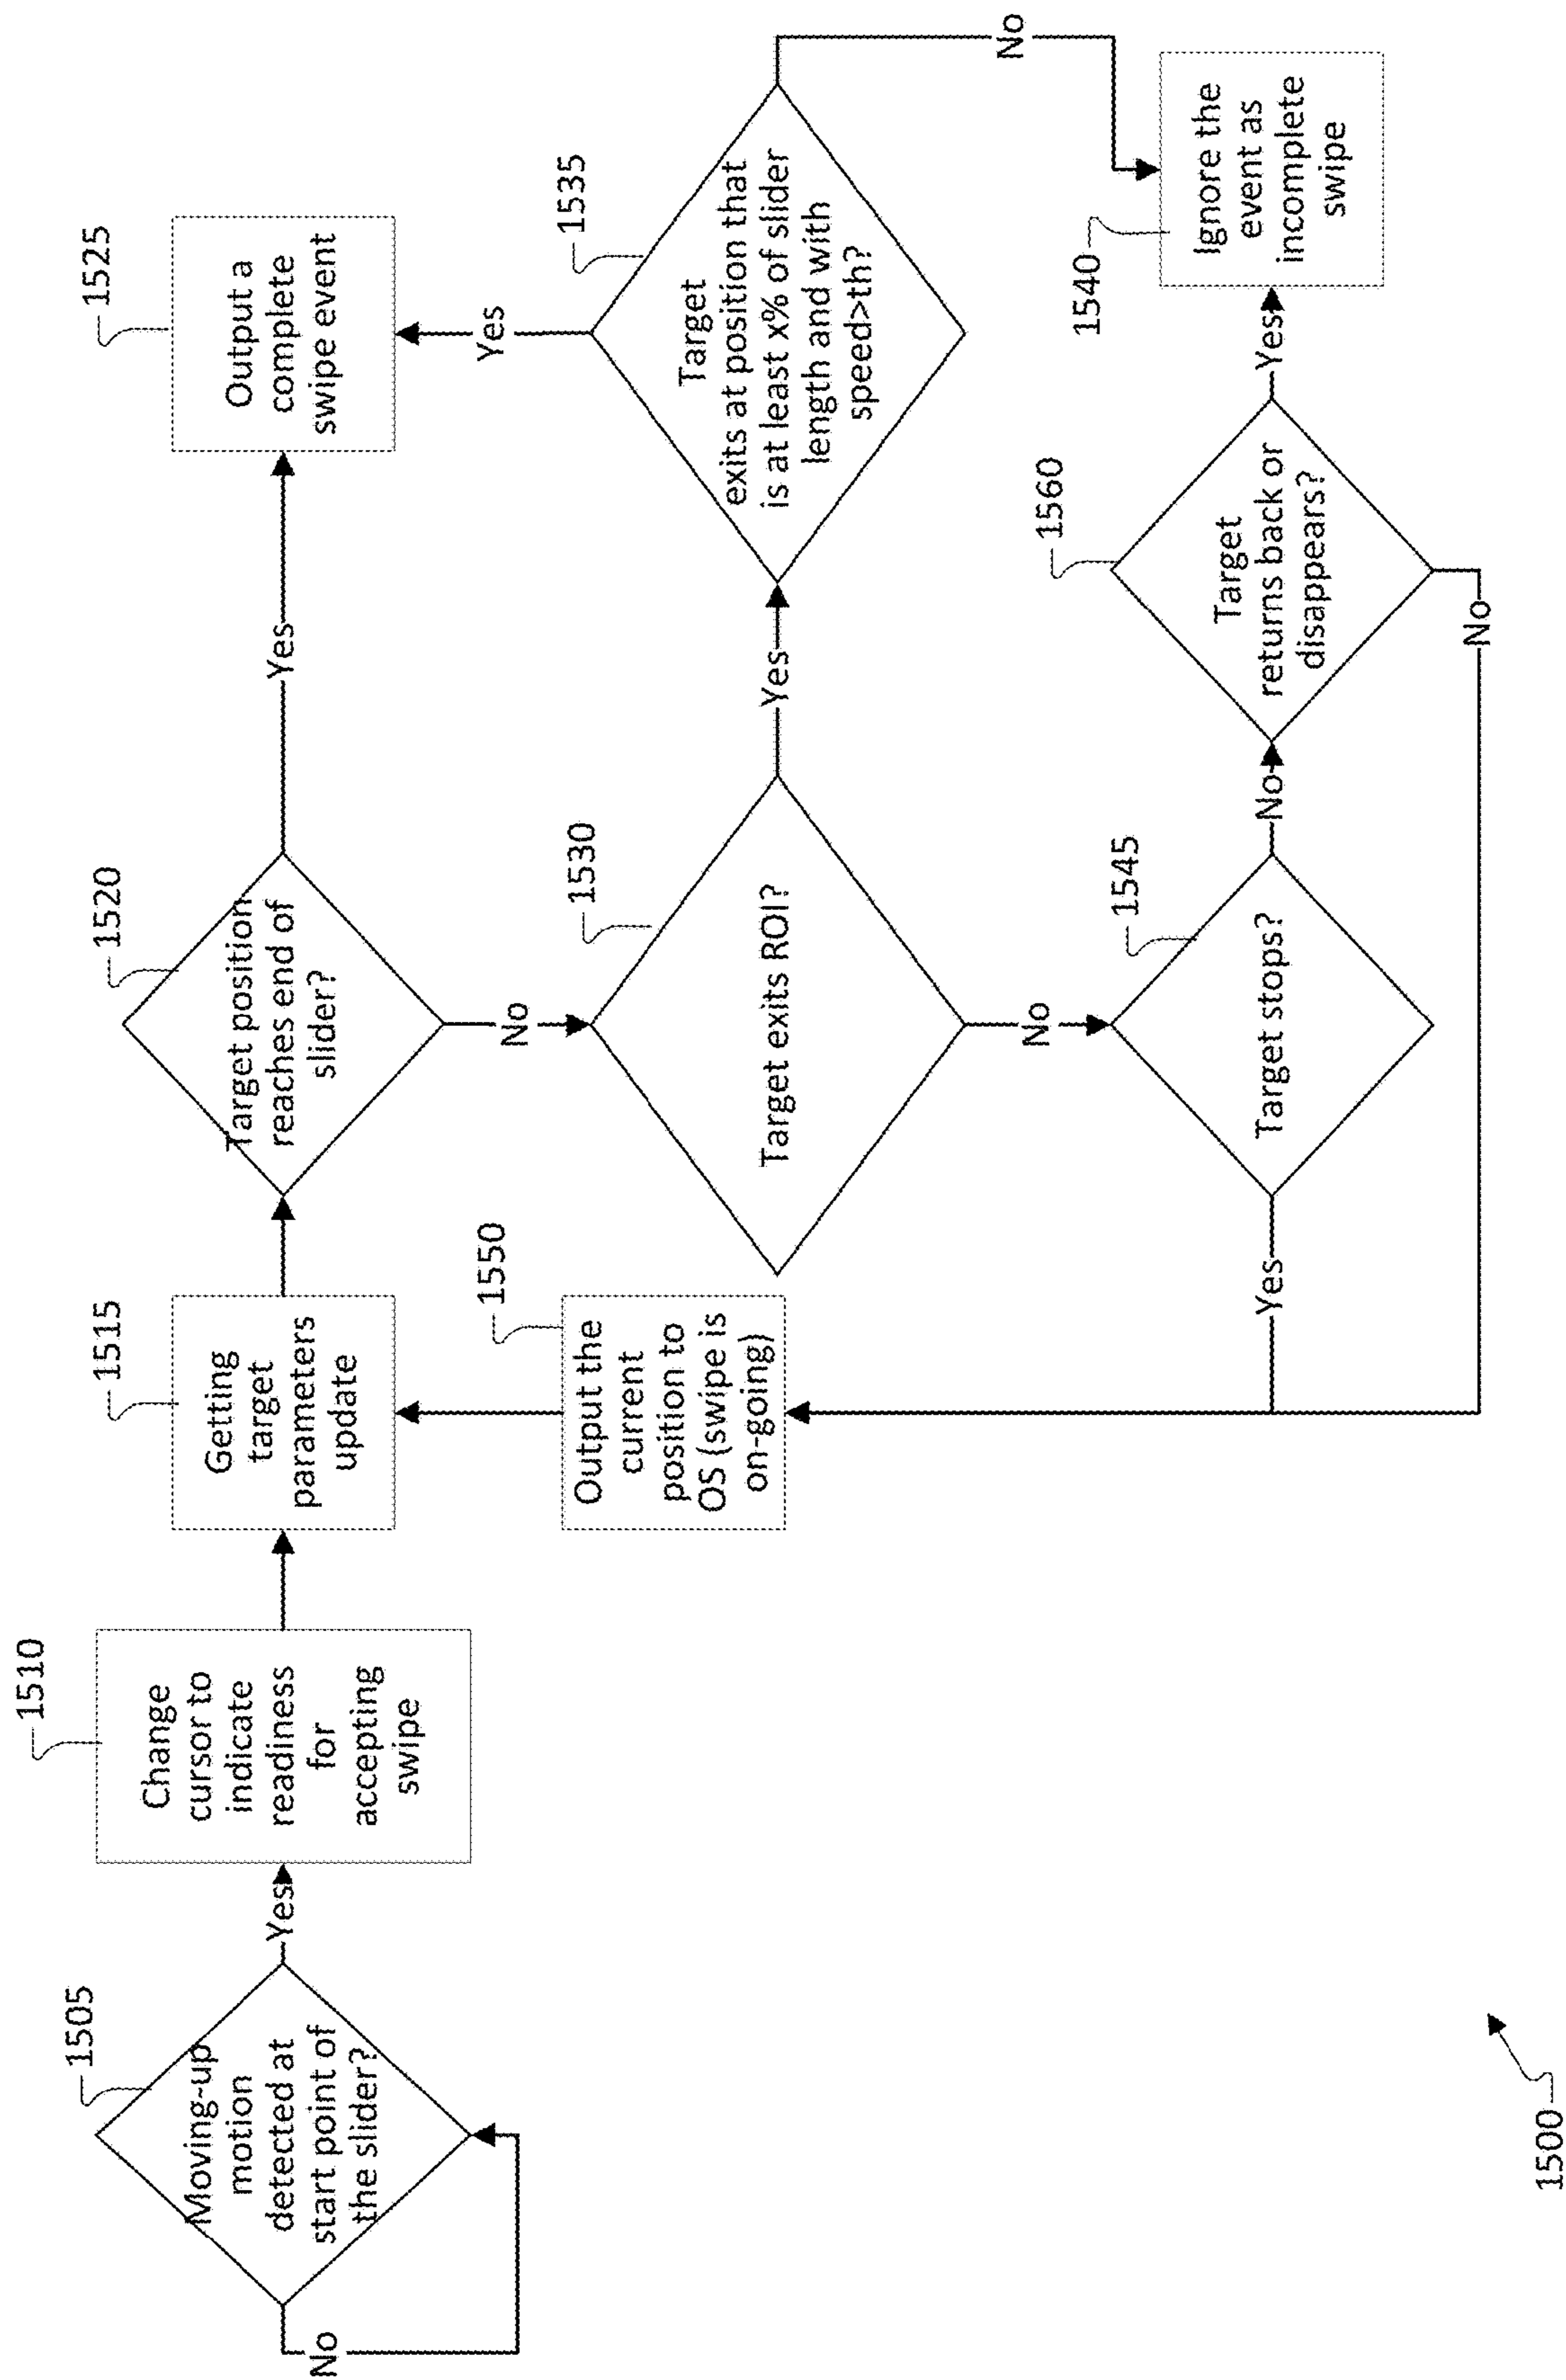 1505
Moving-up
motion
detected at
start point of
the slider?
No
Yes
1510
Change
cursor to
indicate
readiness
for
accepting
swipe
1515
Getting
target
parameters
update
1520
Target position
reaches end of
slider?
Yes
1525
Output a
complete
swipe event
No
1530
Target exits ROI?
Yes
1535
Target
exits at position that
is at least x% of slider
length and with
speed>th?
Yes
No
1540
Ignore the
event as
incomplete
swipe
No
1545
Target stops?
Yes
No
1550
Output the
current
position to
OS (swipe is
on-going)
1560
Target
returns back or
disappears?
Yes
No
1500